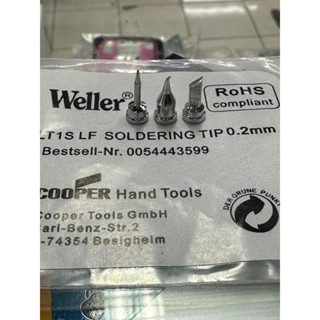 Weller®
RoHS
compliant
LT1S LF SOLDERING TIP 0.2mm
Bestsell-Nr. 0054443599
COOPER Hand Tools
Cooper Tools GmbH
Carl-Benz-Str.2
-74354 Besigheim
DER GRÜNE PUNKT